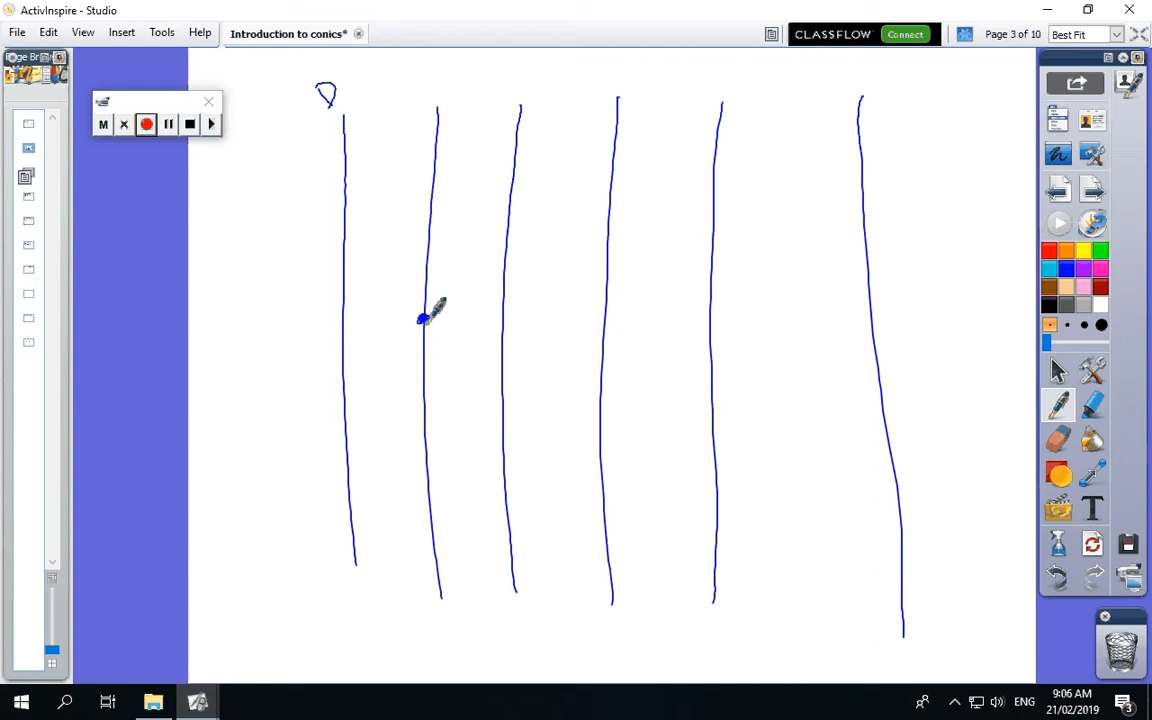 ActivInspire - Studio
File Edit View Insert Tools Help
Introduction to conics*
CLASSFLOW Connect
Page 3 of 10
Best Fit
M
T
ENG
9:06 AM
21/02/2019
3